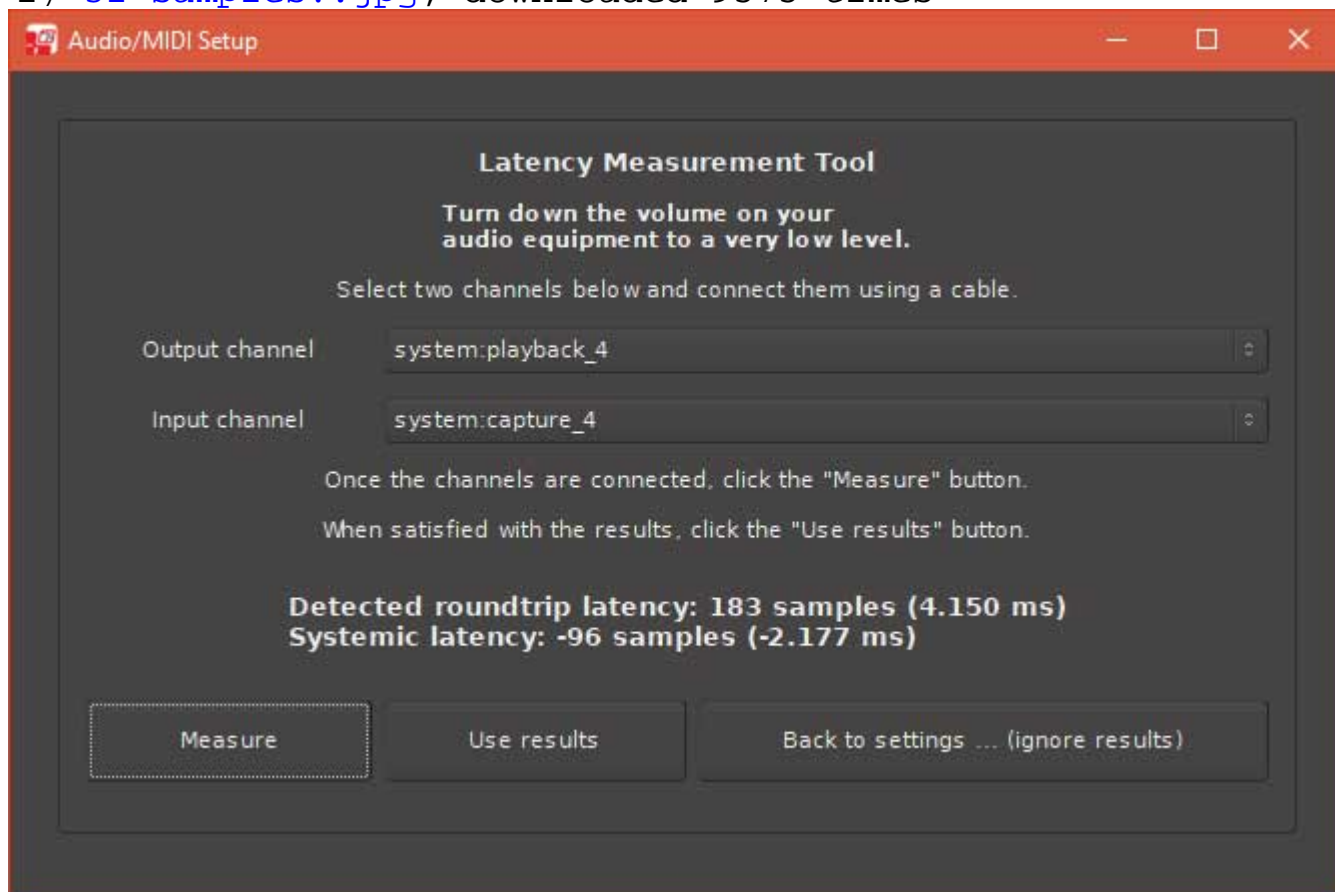 Audio/MIDI Setup
Latency Measurement Tool
Turn down the volume on your
audio equipment to a very low level.
Select two channels below and connect them using a cable.
Output channel system:playback_4
Input channel system:capture_4
Once the channels are connected, click the "Measure" button.
When satisfied with the results, click the "Use results" button.
Detected roundtrip latency: 183 samples (4.150 ms)
Systemic latency: -96 samples (-2.177 ms)
Measure Use results Back to settings ... (ignore results)